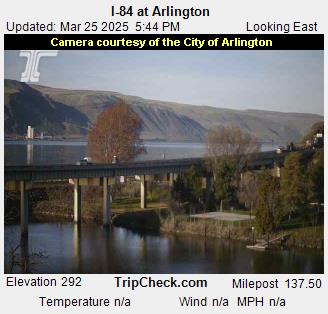 I-84 at Arlington
Updated: Mar 25 2025 5:44 PM Looking East
Camera courtesy of the City of Arlington
Elevation 292 TripCheck.com Milepost 137.50
Temperature n/a Wind n/a MPH n/a